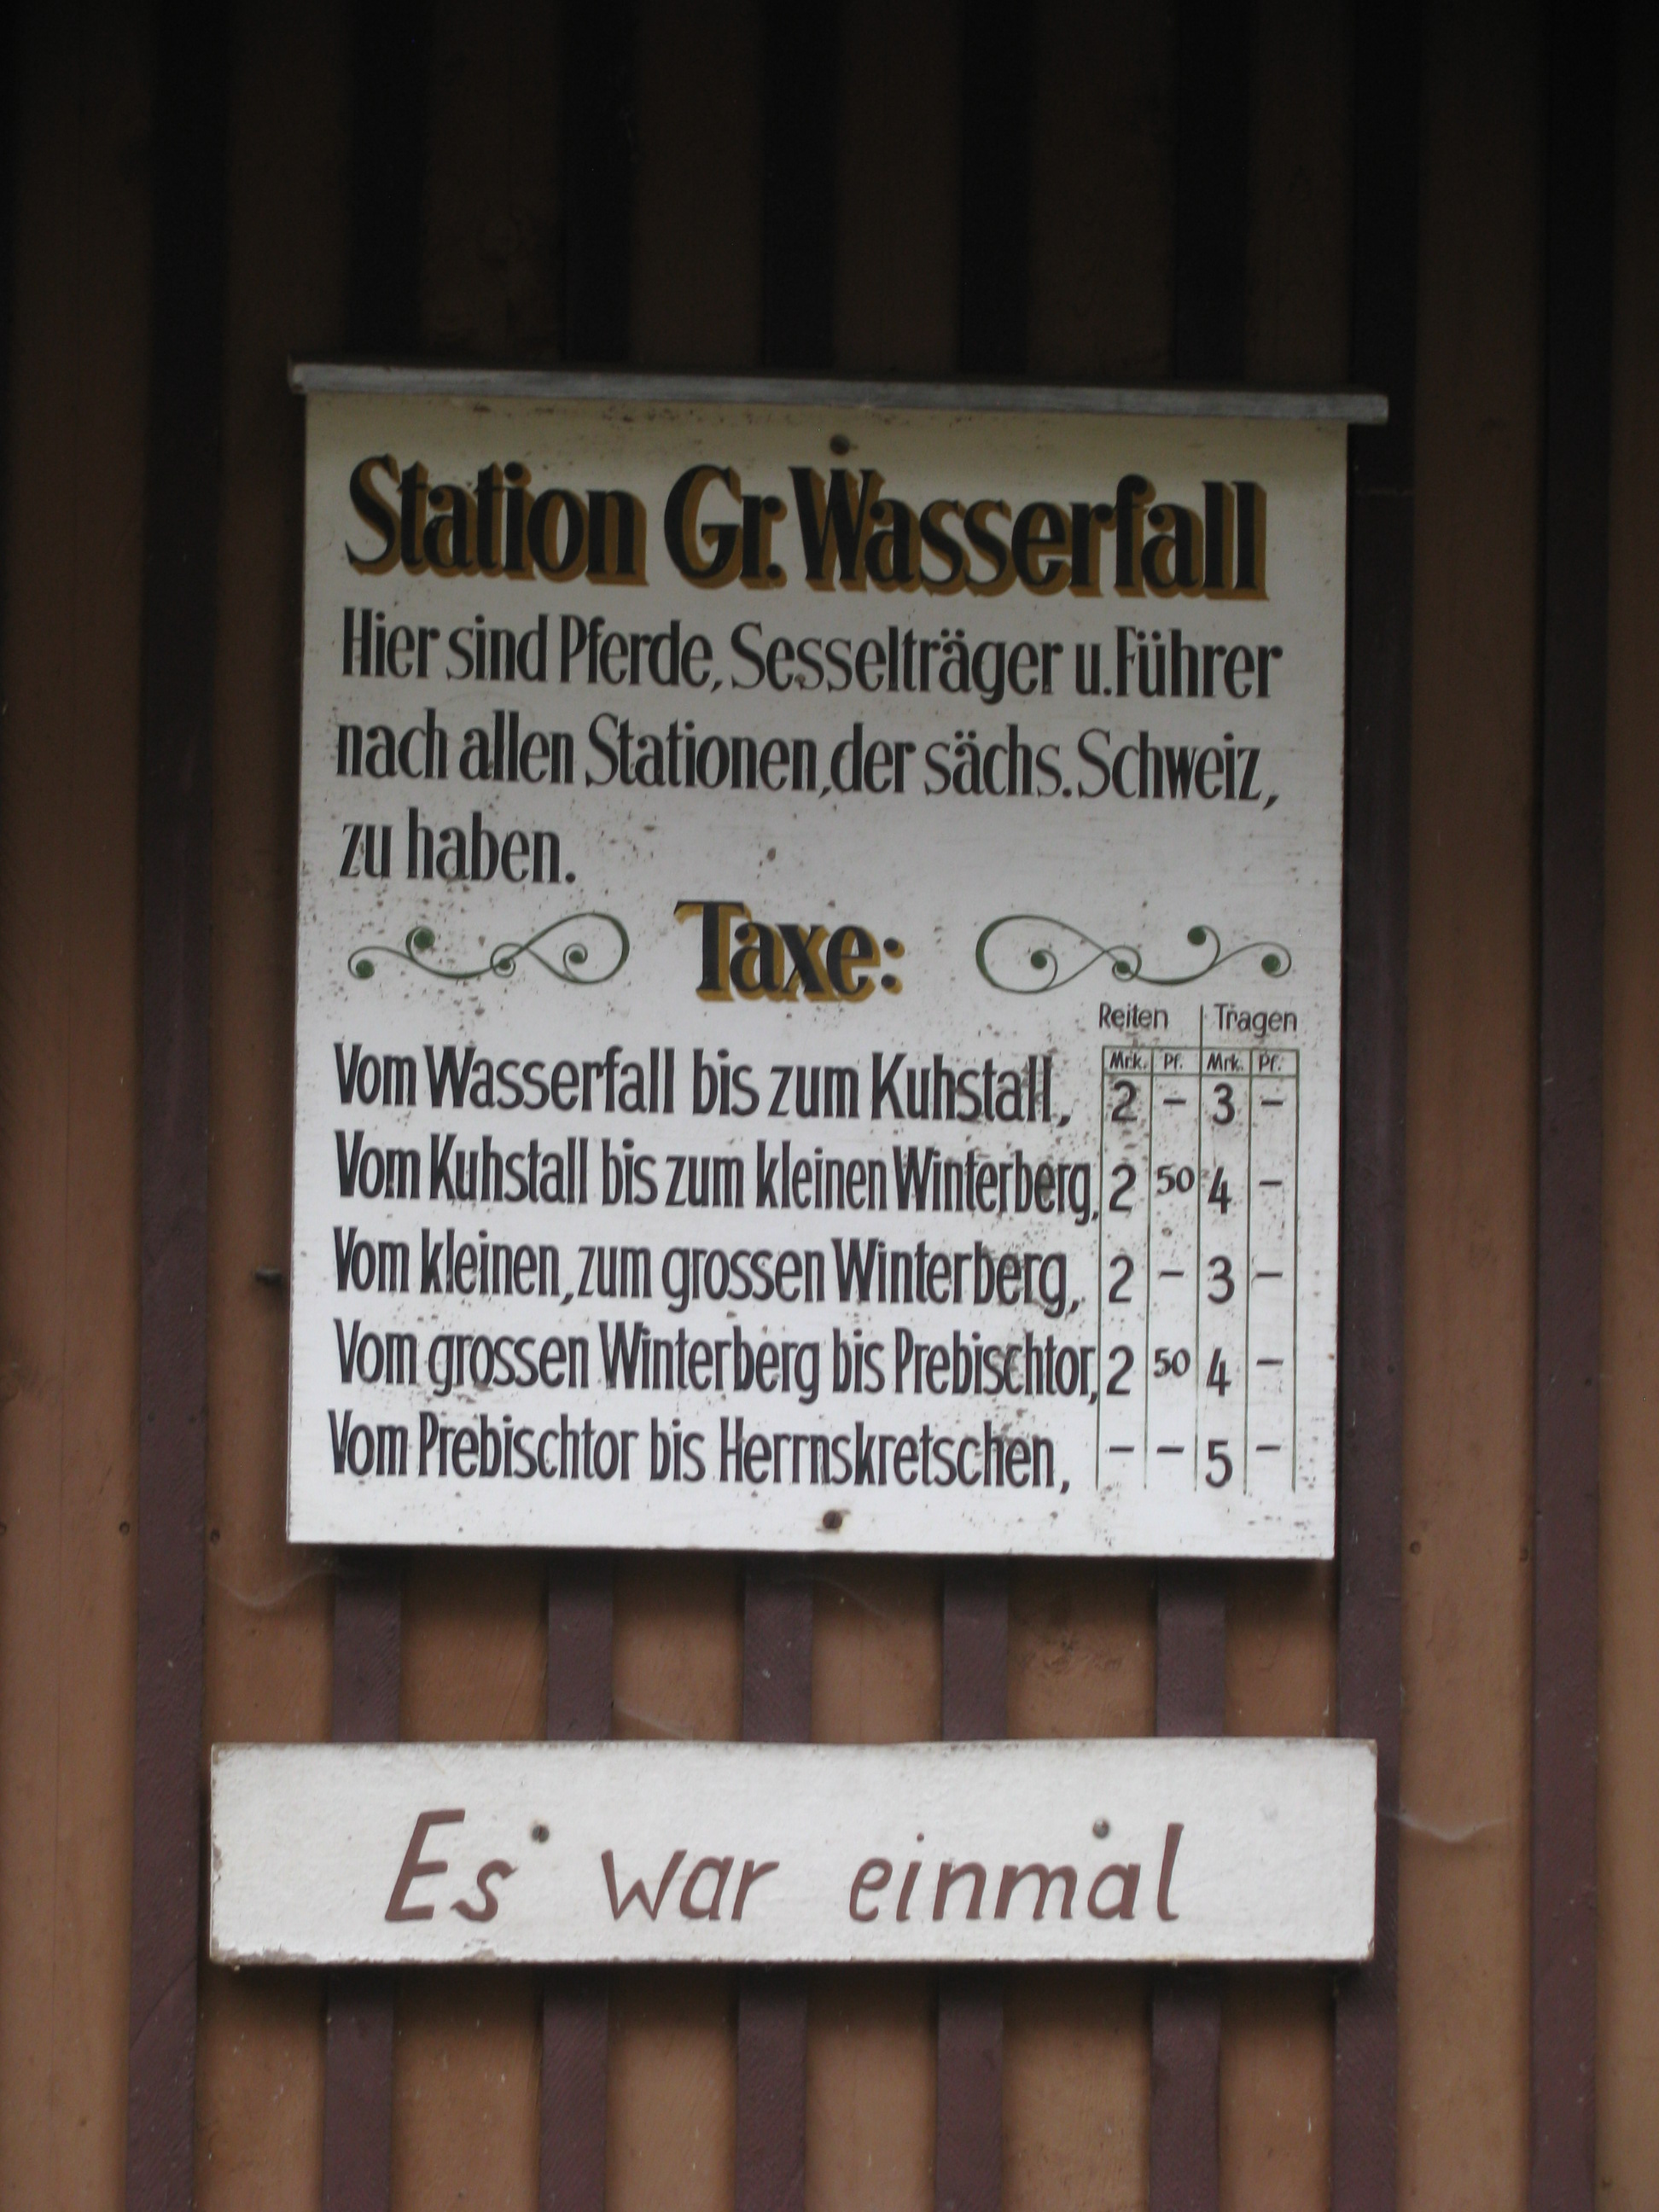 Station Gr. Wasserfall
Hier sind Pferde, Sesselträger u. Führer
nach allen Stationen, der sächs. Schweiz,
zu haben.
Taxe:
Reiten Tragen
Mrk. Pf. Mrk. Pf.
Vom Wasserfall bis zum Kuhstall, 2 – 3 –
Vom Kuhstall bis zum kleinen Winterberg, 2 50 4 –
Vom kleinen, zum grossen Winterberg, 2 – 3 –
Vom grossen Winterberg bis Prebischtor, 2 50 4 –
Vom Prebischtor bis Herrnskretschen, – – 5 –
Es war einmal